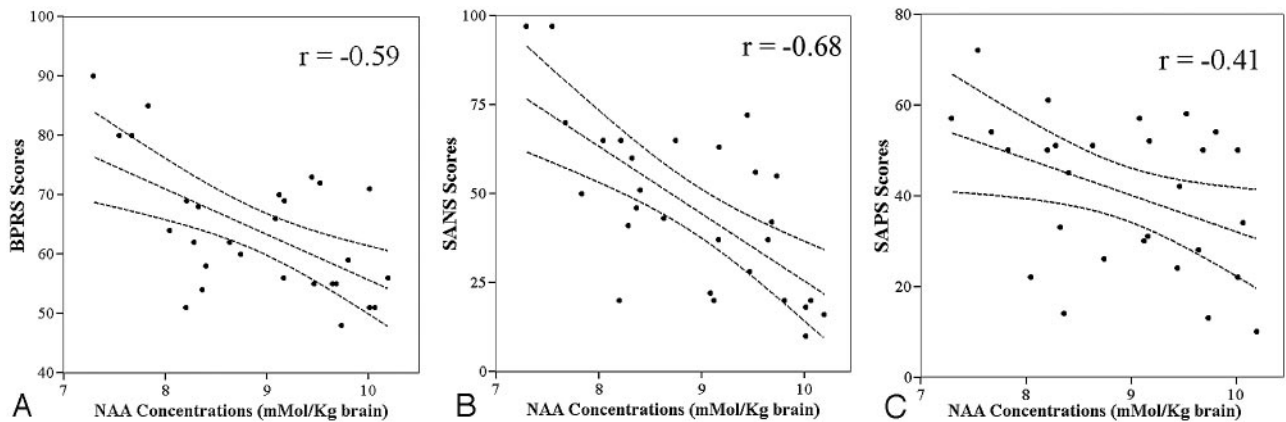 r = -0.59
BPRS Scores
100
90
80
70
60
50
40
7
8
9
10
NAA Concentrations (mMol/Kg brain)
A
r = -0.68
SANS Scores
100
75
50
25
0
7
8
9
10
NAA Concentrations (mMol/Kg brain)
B
r = -0.41
SAPS Scores
80
60
40
20
0
7
8
9
10
NAA Concentrations (mMol/Kg brain)
C